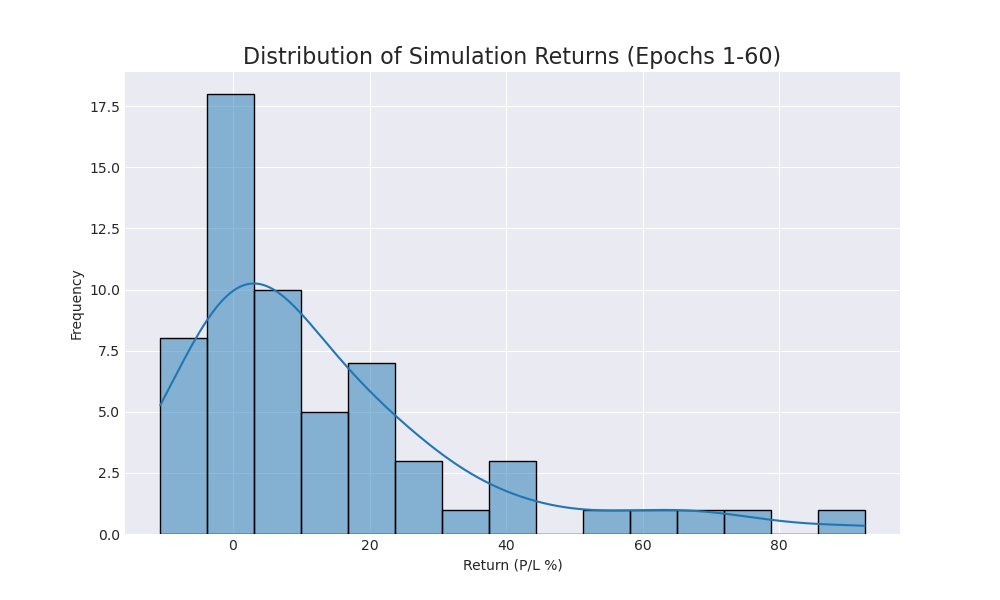 Distribution of Simulation Returns (Epochs 1-60)
17.5
15.0
12.5
10.0
7.5
5.0
2.5
0.0
Frequency
0 20 40 60 80
Return (P/L %)